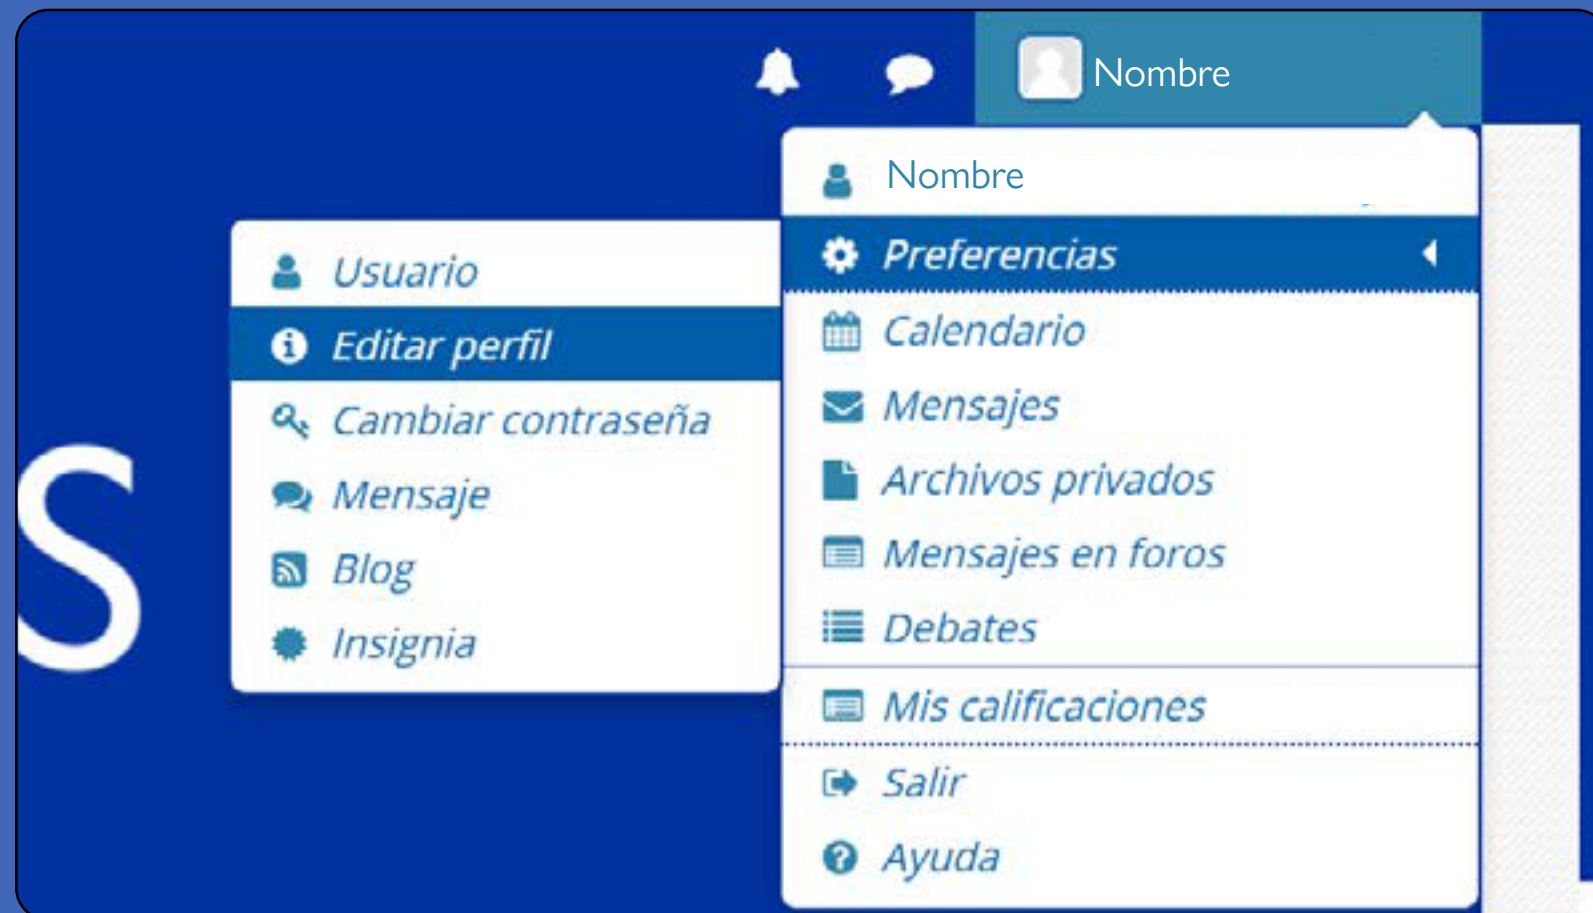 Nombre
Nombre
Preferencias
Calendario
Mensajes
Archivos privados
Mensajes en foros
Debates
Mis calificaciones
Salir
Ayuda
Usuario
Editar perfil
Cambiar contraseña
Mensaje
Blog
Insignia
S